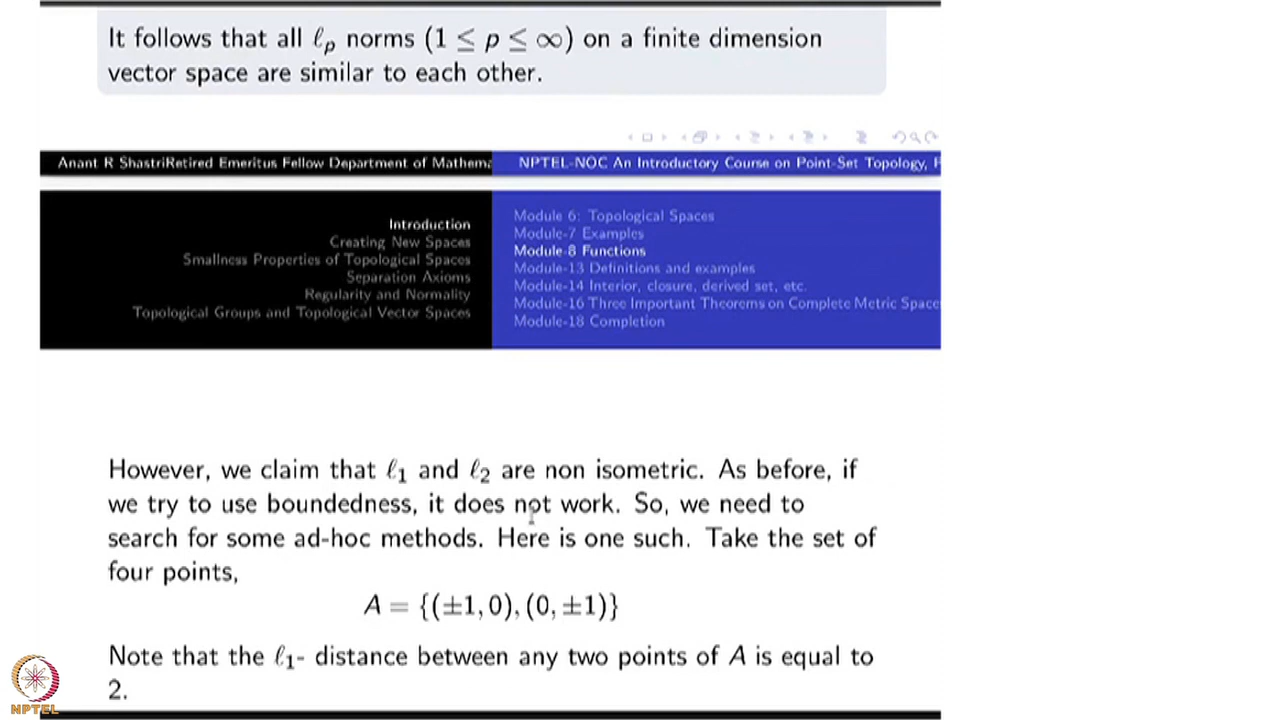 It follows that all ℓp norms (1 ≤ p ≤ ∞) on a finite dimension
vector space are similar to each other.
Anant R ShastriRetired Emeritus Fellow Department of Mathema
NPTEL-NOC An Introductory Course on Point-Set Topology, P
Introduction
Creating New Spaces
Smallness Properties of Topological Spaces
Separation Axioms
Regularity and Normality
Topological Groups and Topological Vector Spaces
Module 6: Topological Spaces
Module-7 Examples
Module-8 Functions
Module-13 Definitions and examples
Module-14 Interior, closure, derived set, etc.
Module-16 Three Important Theorems on Complete Metric Space
Module-18 Completion
However, we claim that ℓ1 and ℓ2 are non isometric. As before, if
we try to use boundedness, it does not work. So, we need to
search for some ad-hoc methods. Here is one such. Take the set of
four points,
A = {(±1, 0), (0, ±1)}
Note that the ℓ1- distance between any two points of A is equal to
2.
NPTEL